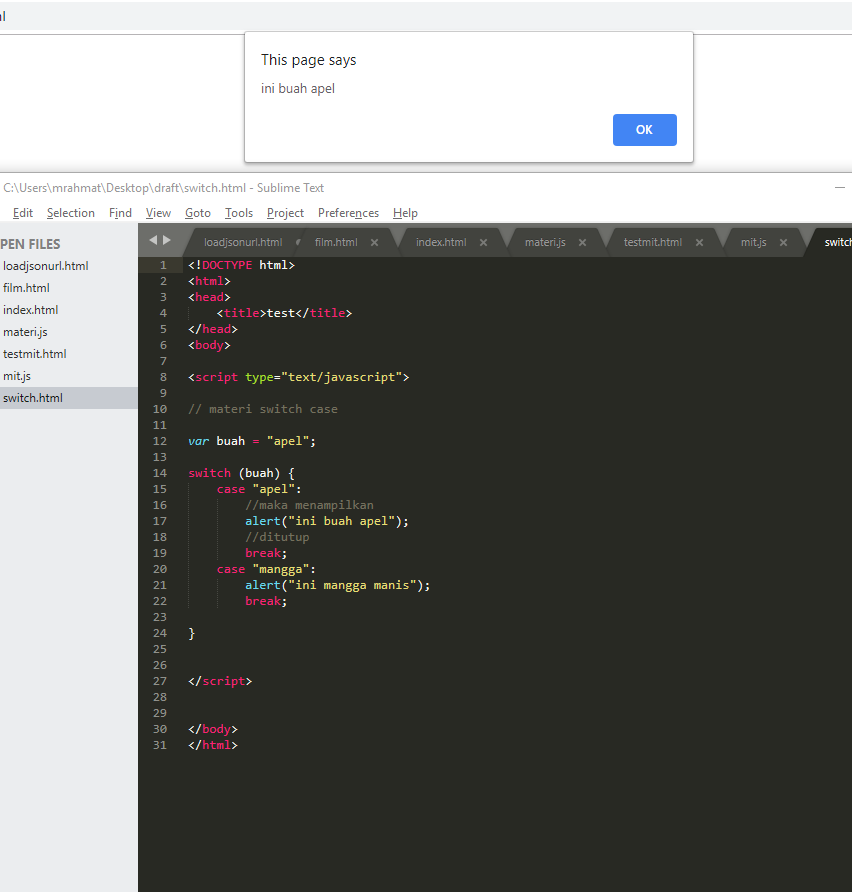 This page says
ini buah apel
OK
C:\Users\mrahmat\Desktop\draft\switch.html - Sublime Text
Edit Selection Find View Goto Tools Project Preferences Help
PEN FILES
loadjsonurl.html
film.html
index.html
materi.js
testmit.html
mit.js
switch.html
loadjsonurl.html film.html × index.html × materi.js × testmit.html × mit.js × switch
1 <!DOCTYPE html>
2 <html>
3 <head>
4 <title>test</title>
5 </head>
6 <body>
7
8 <script type="text/javascript">
9
10 // materi switch case
11
12 var buah = "apel";
13
14 switch (buah) {
15 case "apel":
16 //maka menampilkan
17 alert("ini buah apel");
18 //ditutup
19 break;
20 case "mangga":
21 alert("ini mangga manis");
22 break;
23
24 }
25
26
27 </script>
28
29
30 </body>
31 </html>